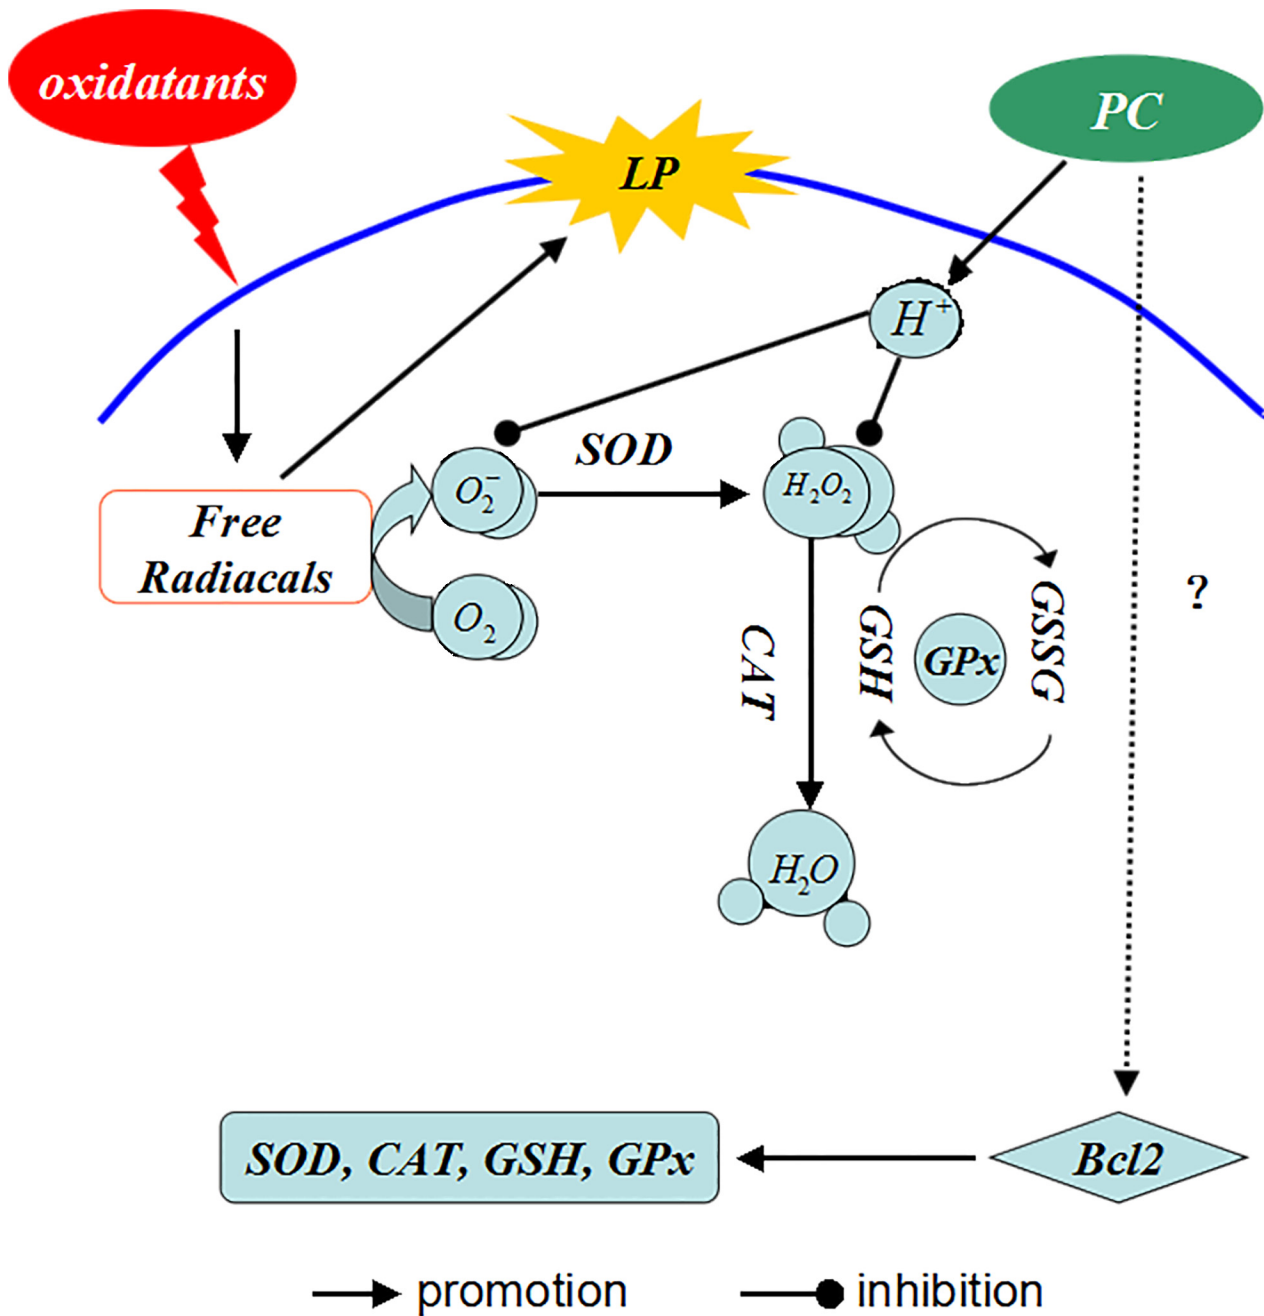 oxidatants
PC
LP
H⁺
SOD
O₂⁻
H₂O₂
Free
Radiacals
O₂
CAT
GSH
GPx
GSSG
?
H₂O
SOD, CAT, GSH, GPx
Bcl2
promotion
inhibition